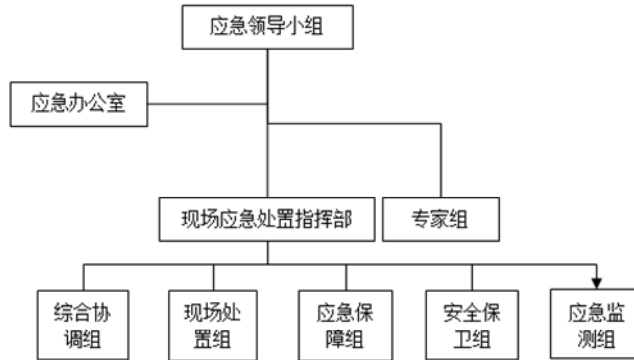 应急领导小组
应急办公室
现场应急处置指挥部
专家组
综合协
调组
现场处
置组
应急保
障组
安全保
卫组
应急监
测组